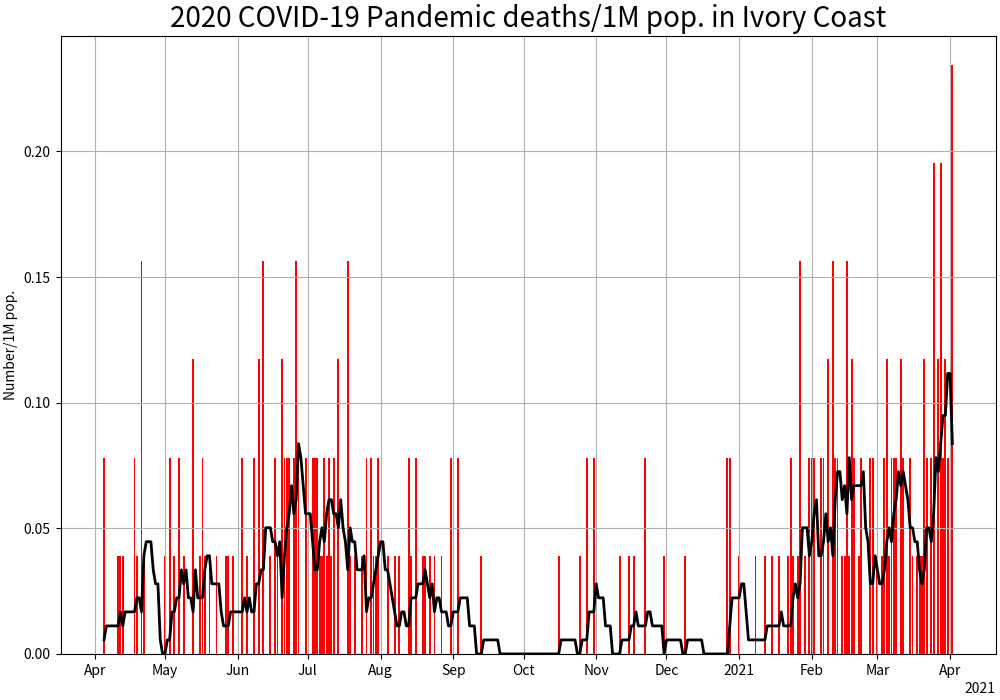 2020 COVID-19 Pandemic deaths/1M pop. in Ivory Coast
Number/1M pop.
0.20
0.15
0.10
0.05
0.00
Apr May Jun Jul Aug Sep Oct Nov Dec 2021 Feb Mar Apr
2021